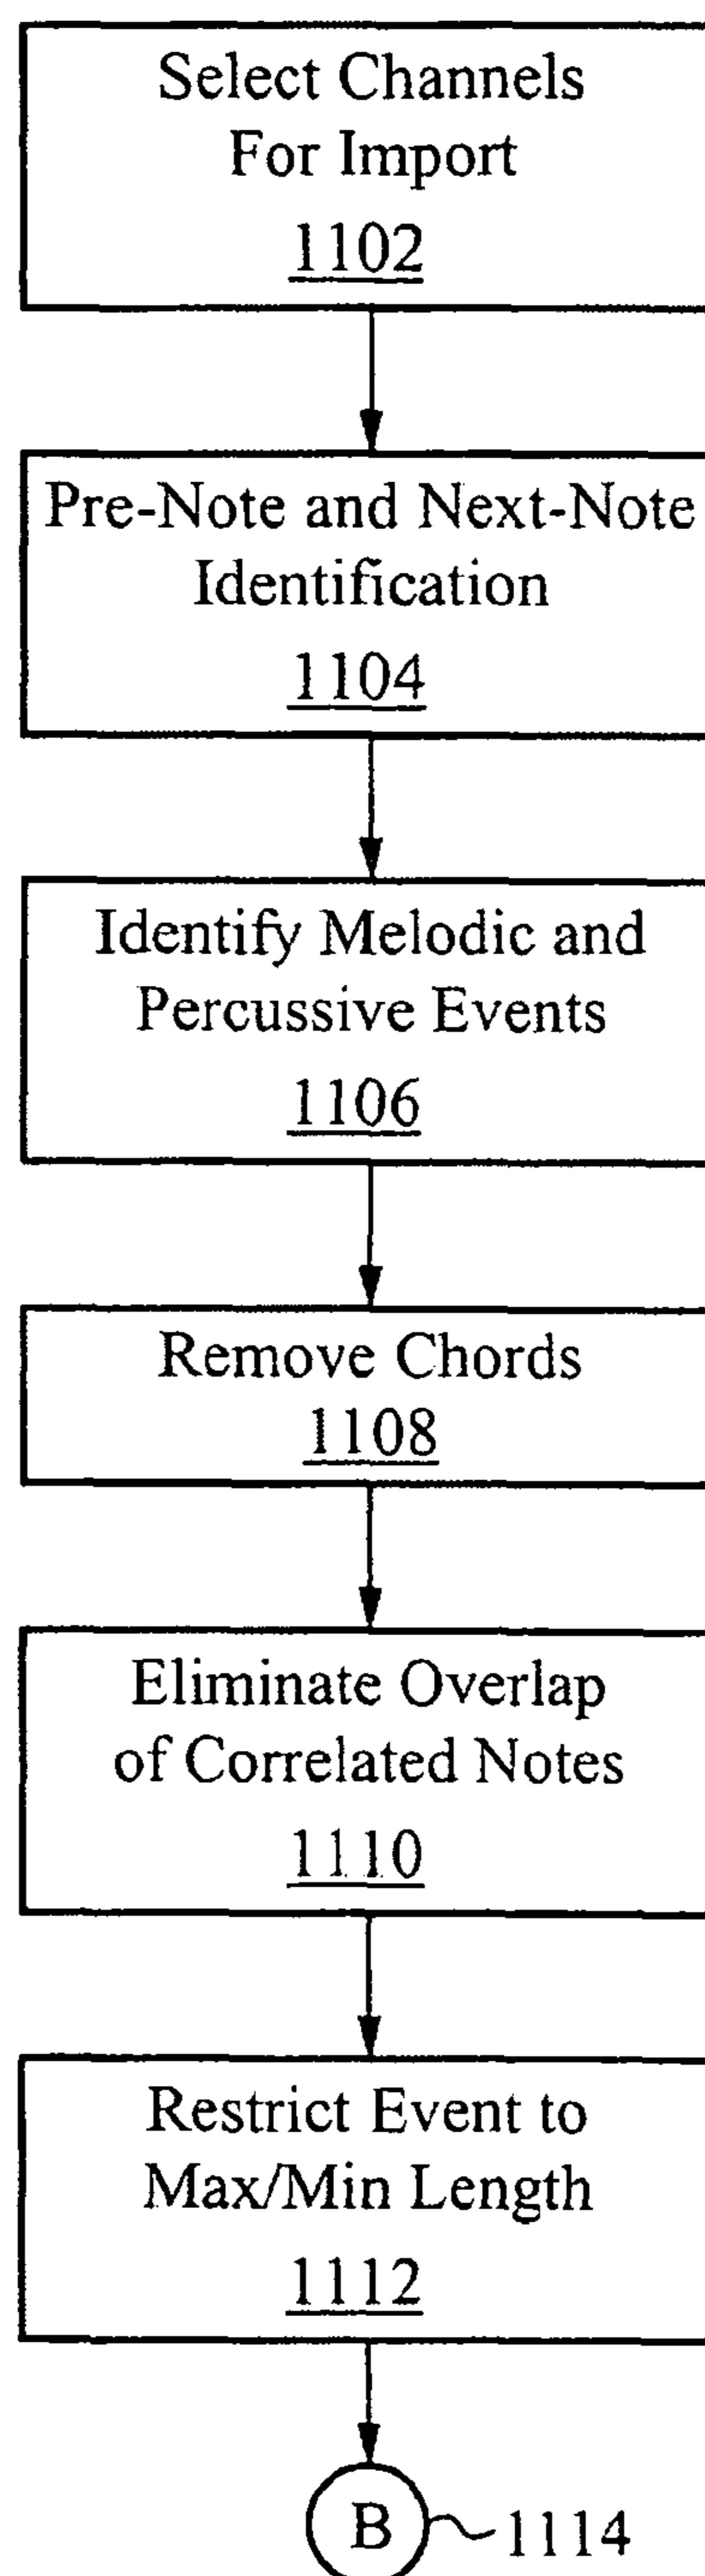 Select Channels
For Import
1102
Pre-Note and Next-Note
Identification
1104
Identify Melodic and
Percussive Events
1106
Remove Chords
1108
Eliminate Overlap
of Correlated Notes
1110
Restrict Event to
Max/Min Length
1112
B 1114